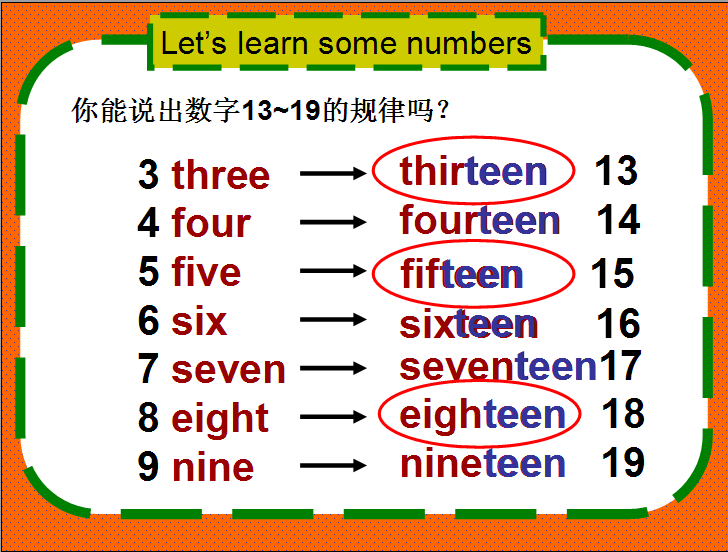 Let's learn some numbers
你能说出数字13~19的规律吗?
3 three thirteen 13
4 four fourteen 14
5 five fifteen 15
6 six sixteen 16
7 seven seventeen 17
8 eight eighteen 18
9 nine nineteen 19